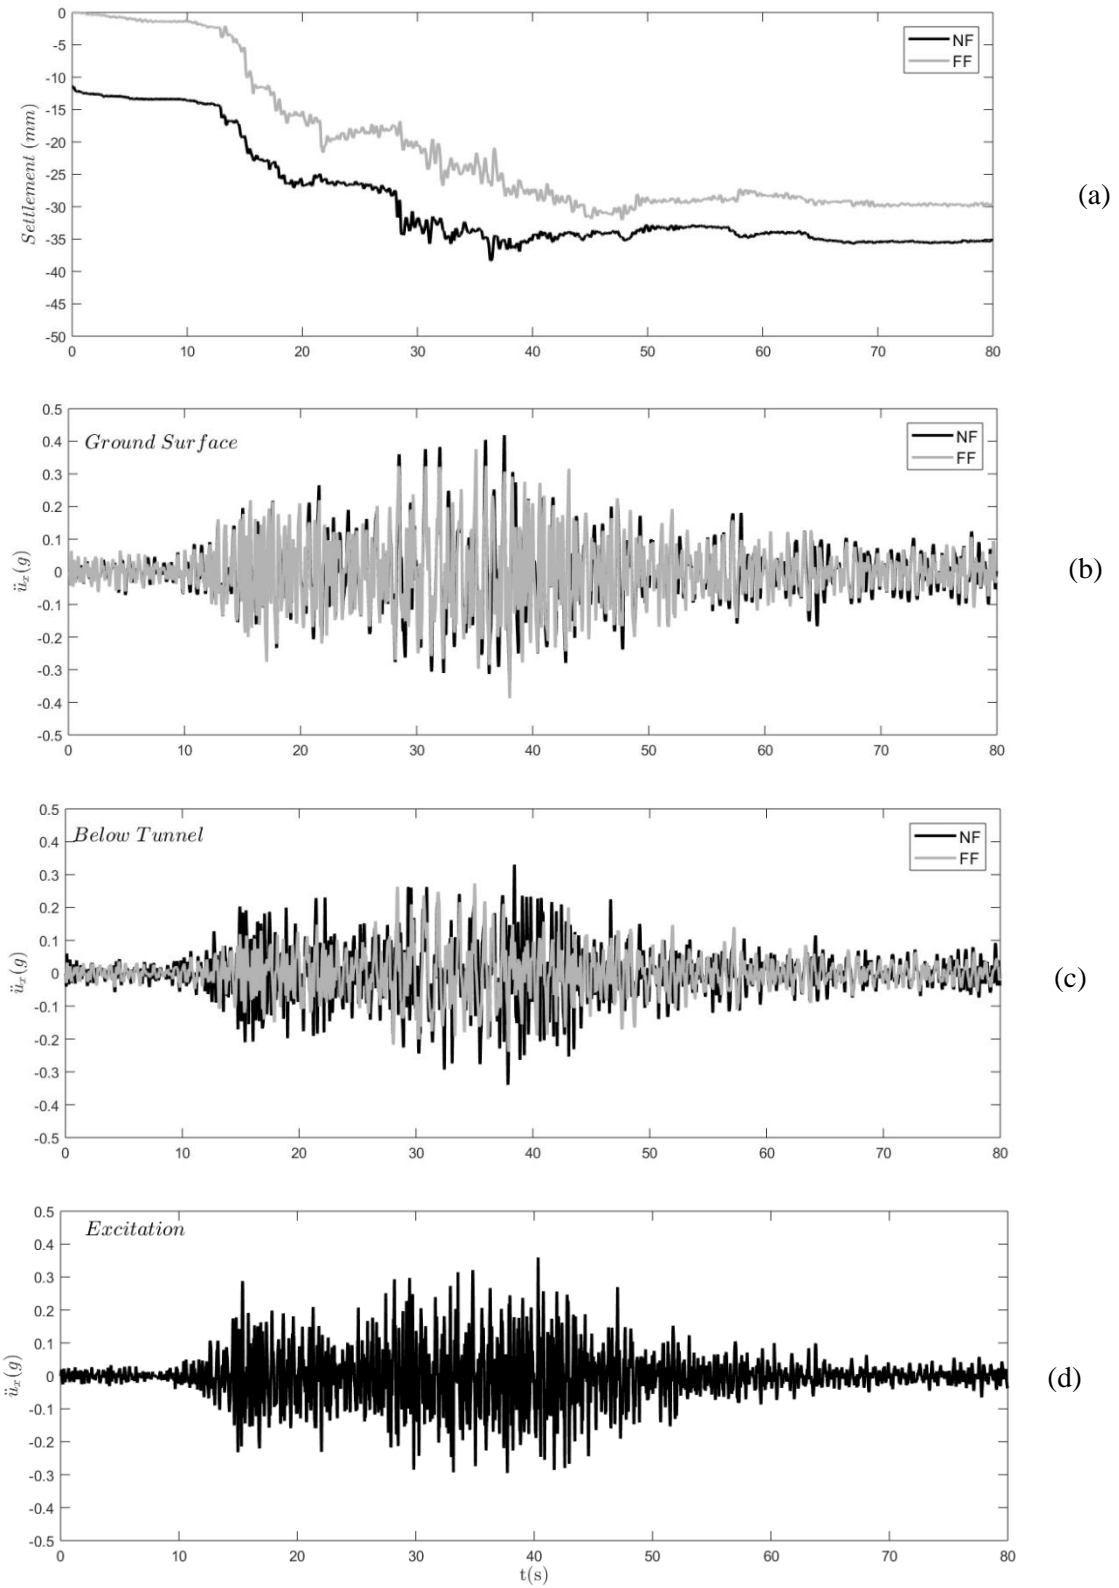 0
-5
-10
-15
-20
-25
-30
-35
-40
-45
-50
Settlement (mm)
NF
FF
(a)
0 10 20 30 40 50 60 70 80
0.5
0.4
0.3
0.2
0.1
0
-0.1
-0.2
-0.3
-0.4
-0.5
Ground Surface
üₓ(g)
NF
FF
(b)
0 10 20 30 40 50 60 70 80
0.5
0.4
0.3
0.2
0.1
0
-0.1
-0.2
-0.3
-0.4
-0.5
Below Tunnel
üₓ(g)
NF
FF
(c)
0 10 20 30 40 50 60 70 80
0.5
0.4
0.3
0.2
0.1
0
-0.1
-0.2
-0.3
-0.4
-0.5
Excitation
üₓ(g)
(d)
0 10 20 30 40 50 60 70 80
t(s)